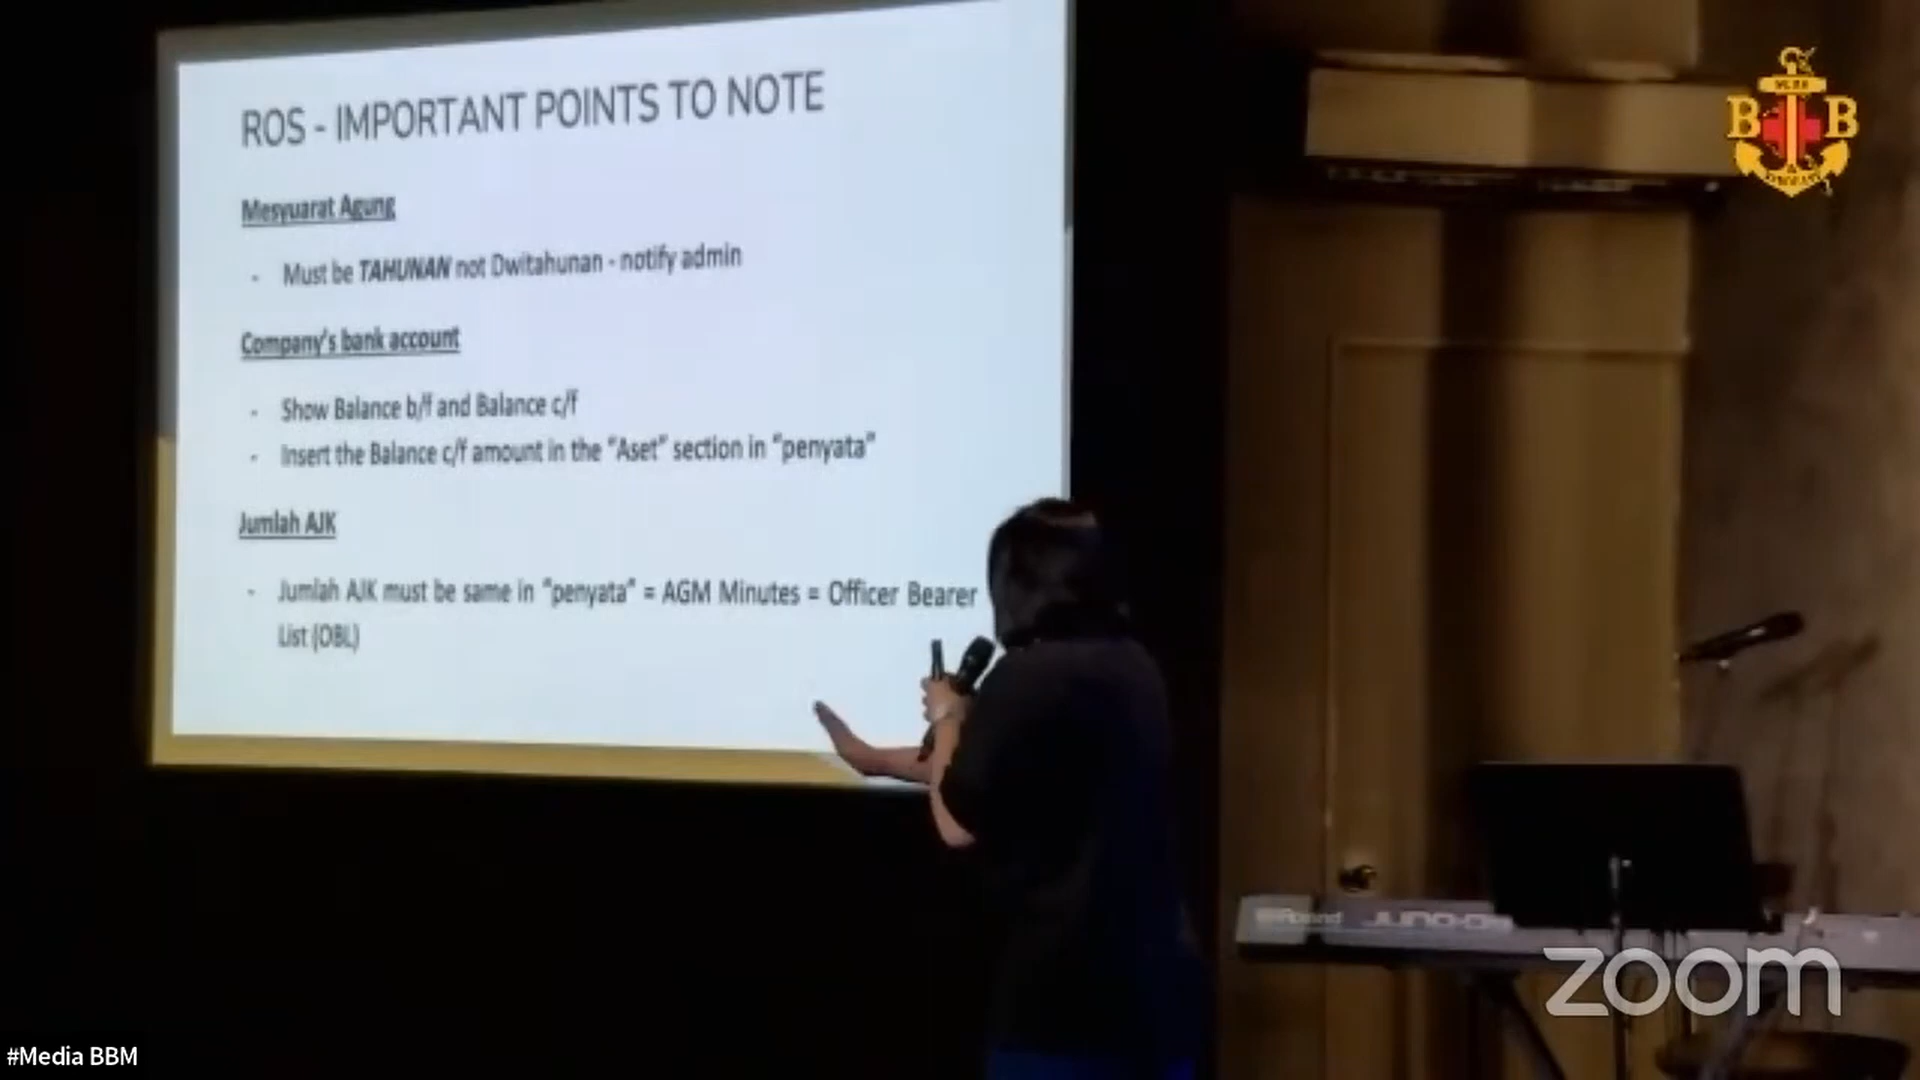 ROS - IMPORTANT POINTS TO NOTE
Mesyuarat Agung
- Must be TAHUNAN not Dwitahunan - notify admin
Company's bank account
- Show Balance b/f and Balance c/f
- Insert the Balance c/f amount in the "Aset" section in "penyata"
Jumlah AJK
- Jumlah AJK must be same in "penyata" = AGM Minutes = Officer Bearer
List (OBL)
B B
JUNO-D
zoom
#Media BBM